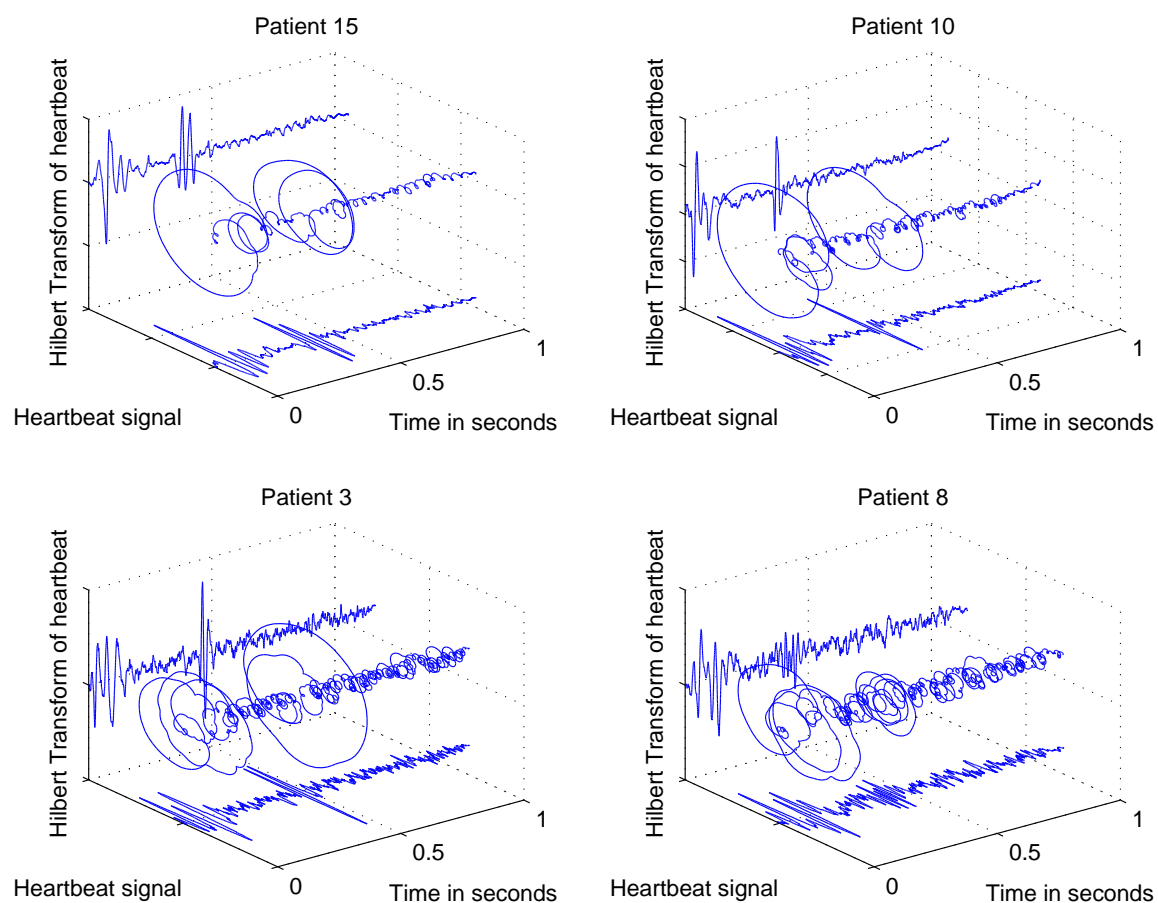 Patient 15
Hilbert Transform of heartbeat
Heartbeat signal
0
0.5
1
Time in seconds
Patient 10
Hilbert Transform of heartbeat
Heartbeat signal
0
0.5
1
Time in seconds
Patient 3
Hilbert Transform of heartbeat
Heartbeat signal
0
0.5
1
Time in seconds
Patient 8
Hilbert Transform of heartbeat
Heartbeat signal
0
0.5
1
Time in seconds